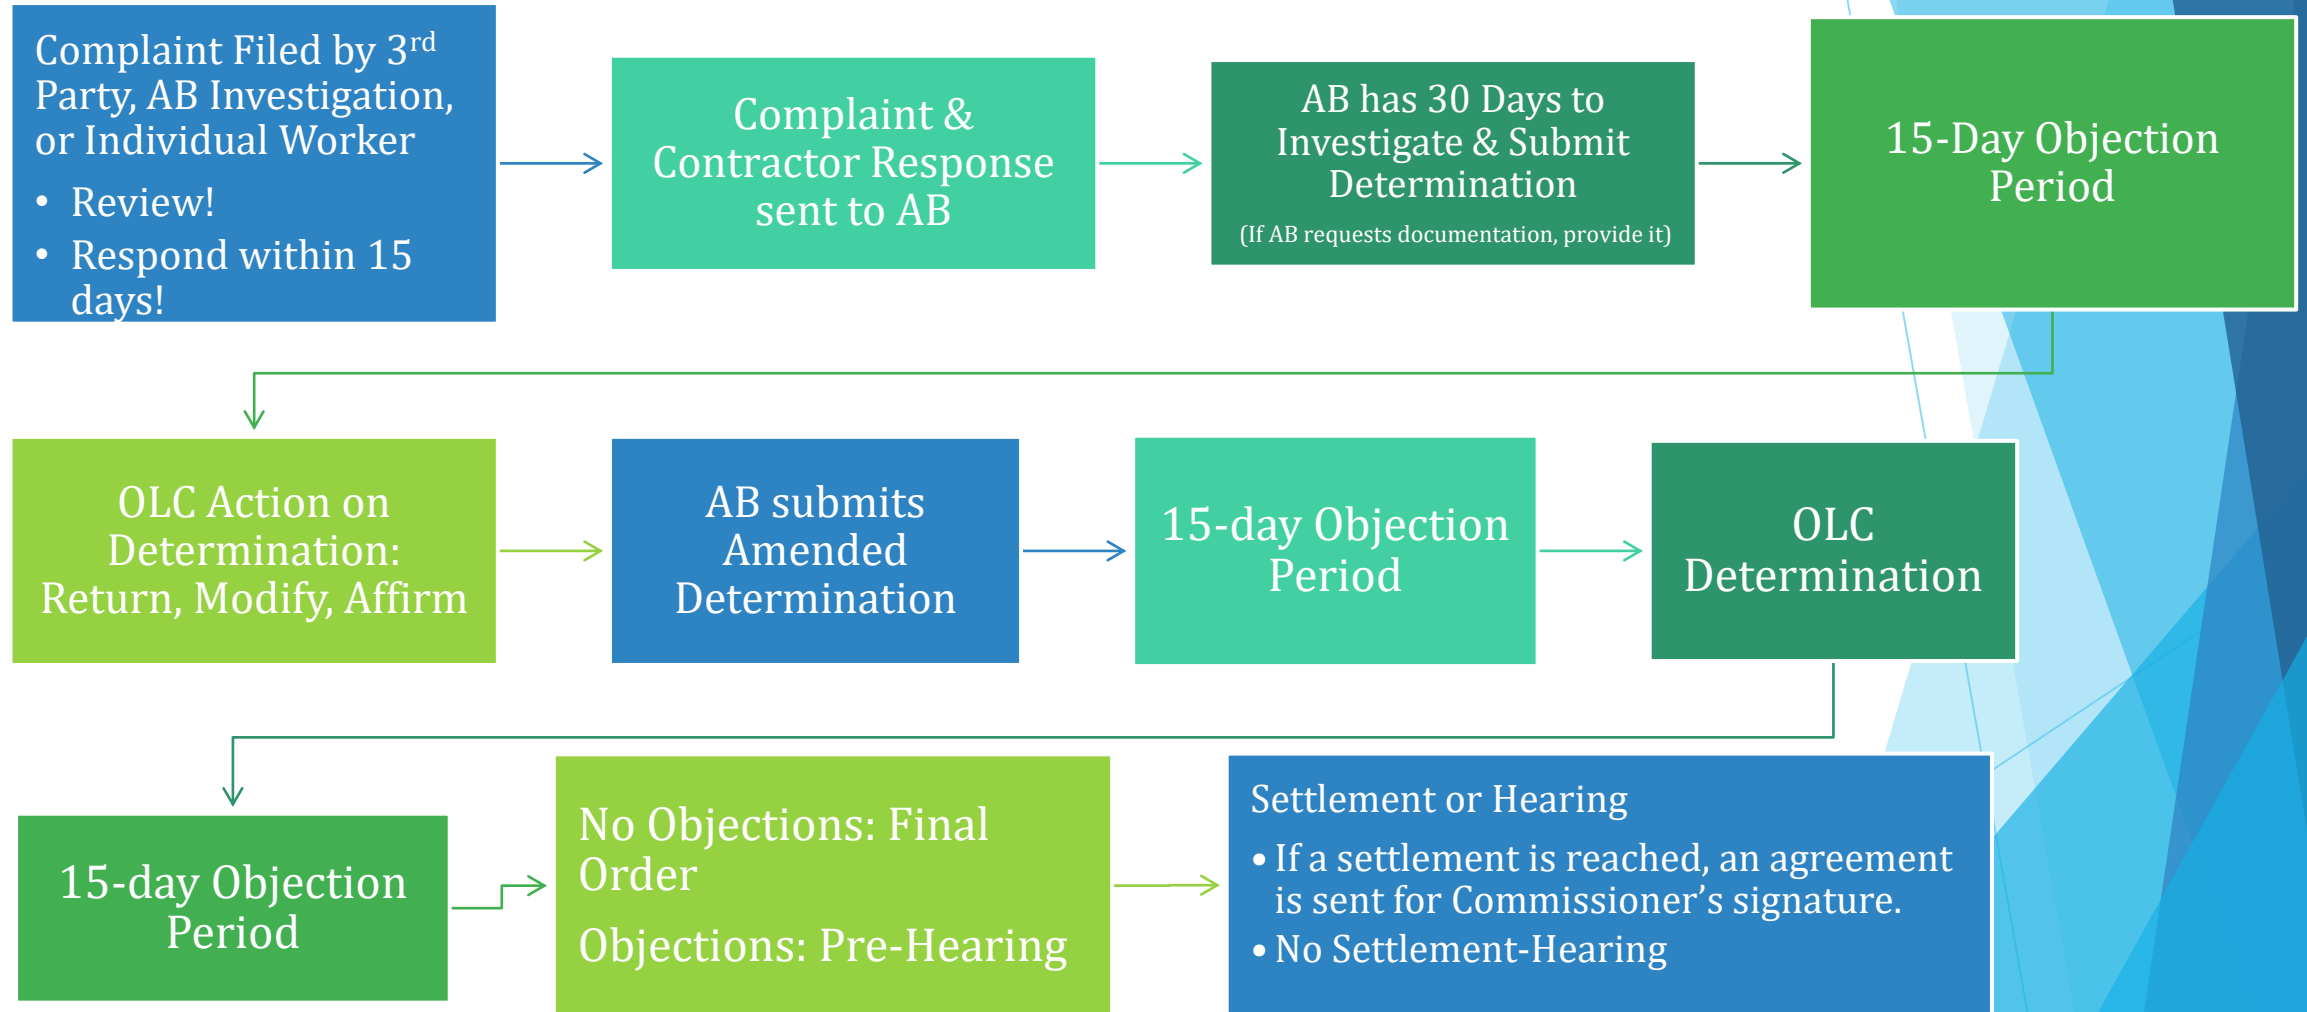 Complaint Filed by 3rd
Party, AB Investigation,
or Individual Worker
• Review!
• Respond within 15
days!
Complaint &
Contractor Response
sent to AB
AB has 30 Days to
Investigate & Submit
Determination
(If AB requests documentation, provide it)
15-Day Objection
Period
OLC Action on
Determination:
Return, Modify, Affirm
AB submits
Amended
Determination
15-day Objection
Period
OLC
Determination
15-day Objection
Period
No Objections: Final
Order
Objections: Pre-Hearing
Settlement or Hearing
• If a settlement is reached, an agreement
is sent for Commissioner’s signature.
• No Settlement-Hearing